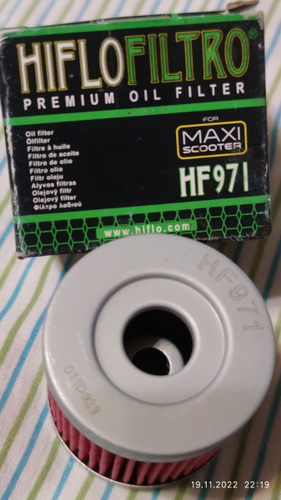 HIFLOFILTRO®
PREMIUM OIL FILTER
Oil filter
Ölfilter
Filtre à huile
Filtro de aceite
Filtro de olio
Filtro olio
Filtr oleju
Alyvos filtras
Olejový filtr
Olejový filter
Φίλτρο λαδιού
FOR
MAXI
SCOOTER
HF971
www.hiflo.com
HF971
19.11.2022 22:19